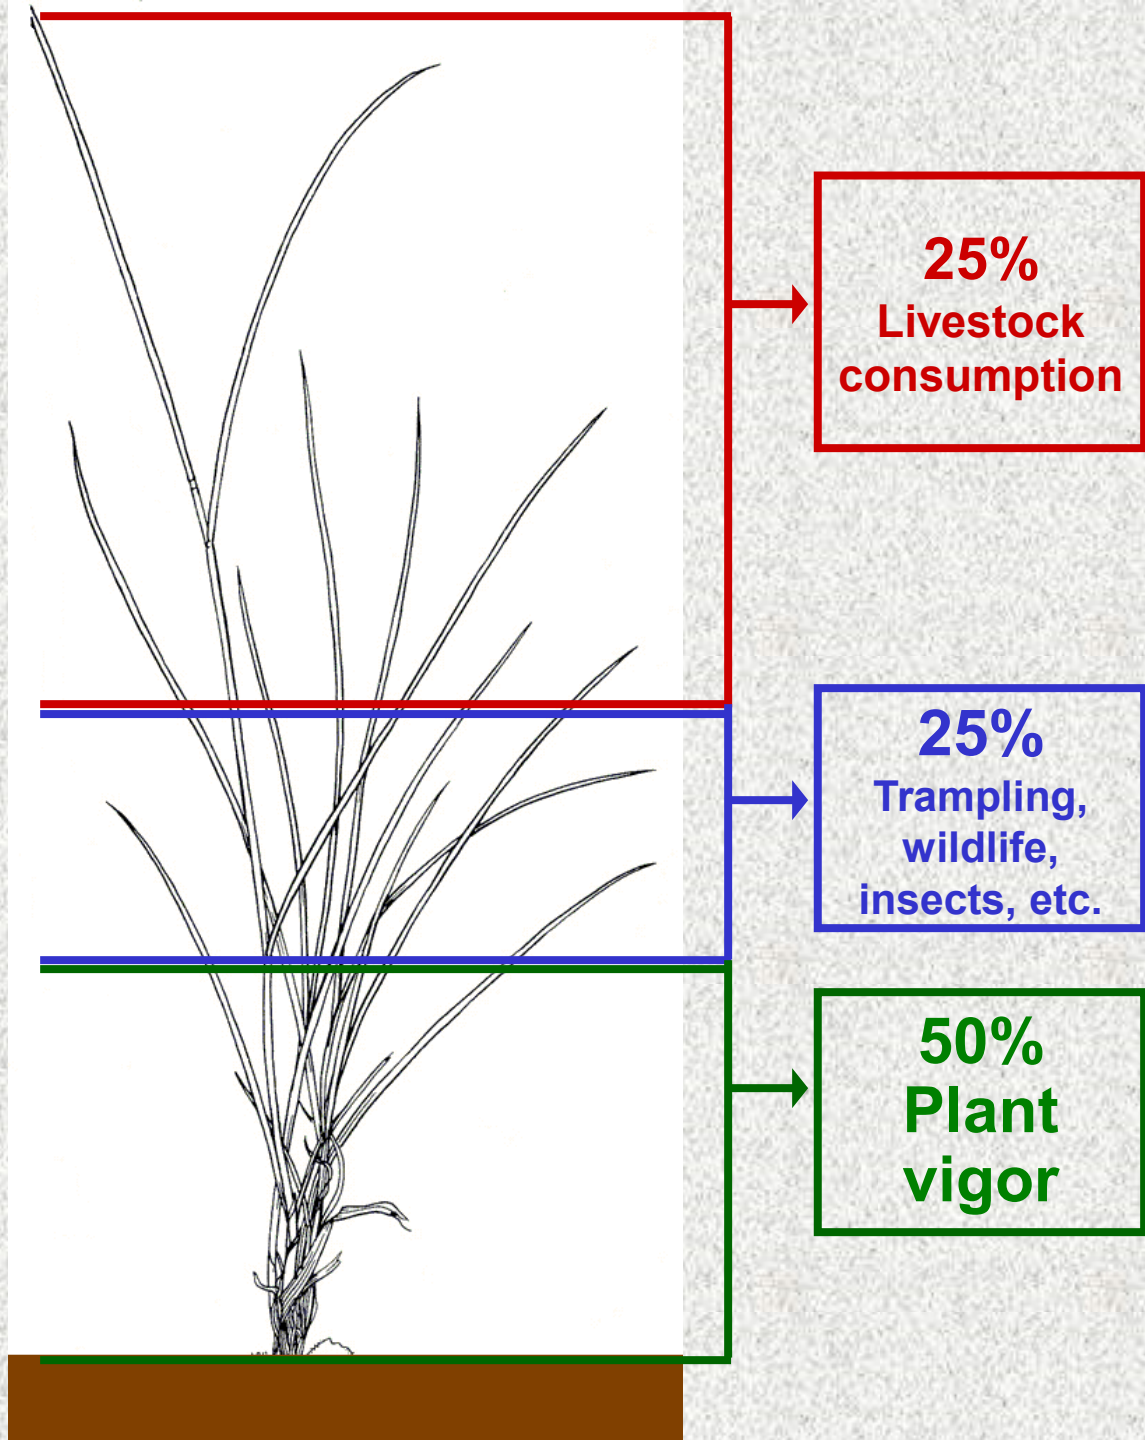 25%
Livestock
consumption
25%
Trampling,
wildlife,
insects, etc.
50%
Plant
vigor